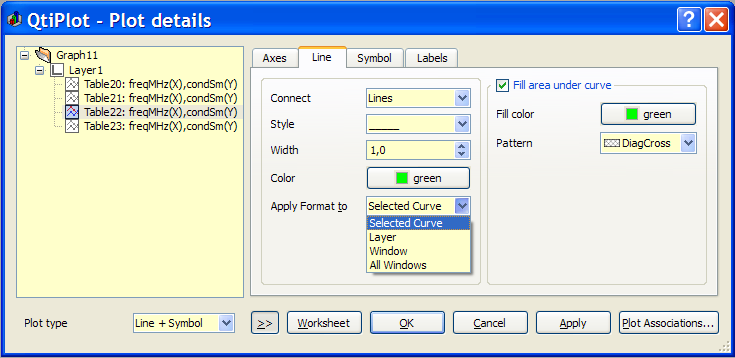 QtiPlot - Plot details
Graph11
Layer1
Table20: freqMHz(X),condSm(Y)
Table21: freqMHz(X),condSm(Y)
Table22: freqMHz(X),condSm(Y)
Table23: freqMHz(X),condSm(Y)
Axes Line Symbol Labels
Connect Lines
Style
Width 1,0
Color green
Apply Format to Selected Curve
Selected Curve
Layer
Window
All Windows
Fill area under curve
Fill color green
Pattern DiagCross
Plot type Line + Symbol >> Worksheet OK Cancel Apply Plot Associations...